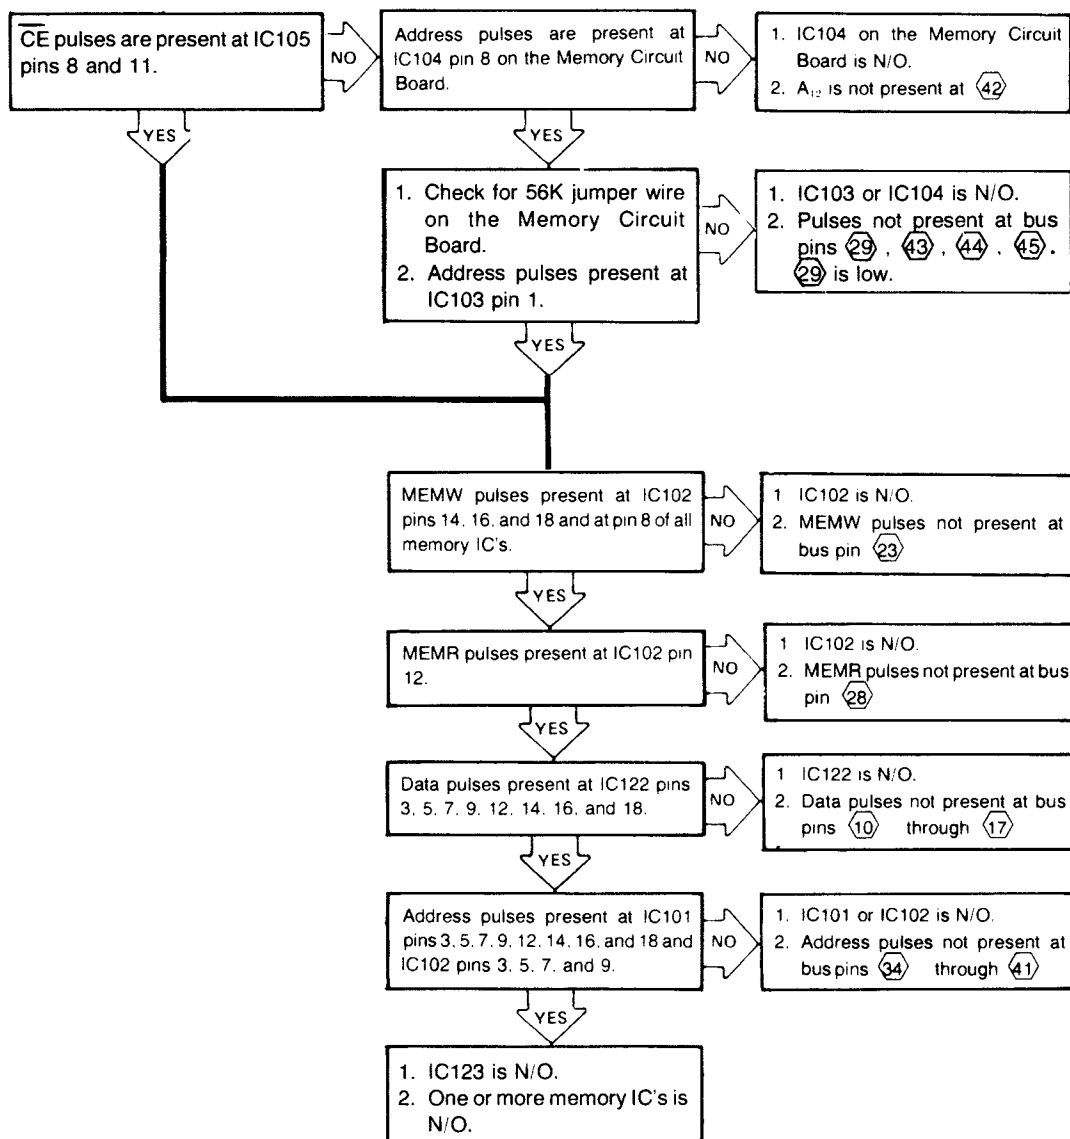 CE pulses are present at IC105
pins 8 and 11.
NO
Address pulses are present at
IC104 pin 8 on the Memory Circuit
Board.
NO
1. IC104 on the Memory Circuit
Board is N/O.
2. A₁₂ is not present at 42
YES
YES
1. Check for 56K jumper wire
on the Memory Circuit
Board.
2. Address pulses present at
IC103 pin 1.
NO
1. IC103 or IC104 is N/O.
2. Pulses not present at bus
pins 29 , 43 , 44 , 45 .
29 is low.
YES
MEMW pulses present at IC102
pins 14, 16, and 18 and at pin 8 of all
memory IC's.
NO
1 IC102 is N/O.
2. MEMW pulses not present at
bus pin 23
YES
MEMR pulses present at IC102 pin
12.
NO
1 IC102 is N/O.
2. MEMR pulses not present at bus
pin 28
YES
Data pulses present at IC122 pins
3, 5, 7, 9, 12, 14, 16, and 18.
NO
1 IC122 is N/O.
2. Data pulses not present at bus
pins 10 through 17
YES
Address pulses present at IC101
pins 3, 5, 7, 9, 12, 14, 16, and 18 and
IC102 pins 3, 5, 7, and 9.
NO
1. IC101 or IC102 is N/O.
2. Address pulses not present at
bus pins 34 through 41
YES
1. IC123 is N/O.
2. One or more memory IC's is
N/O.